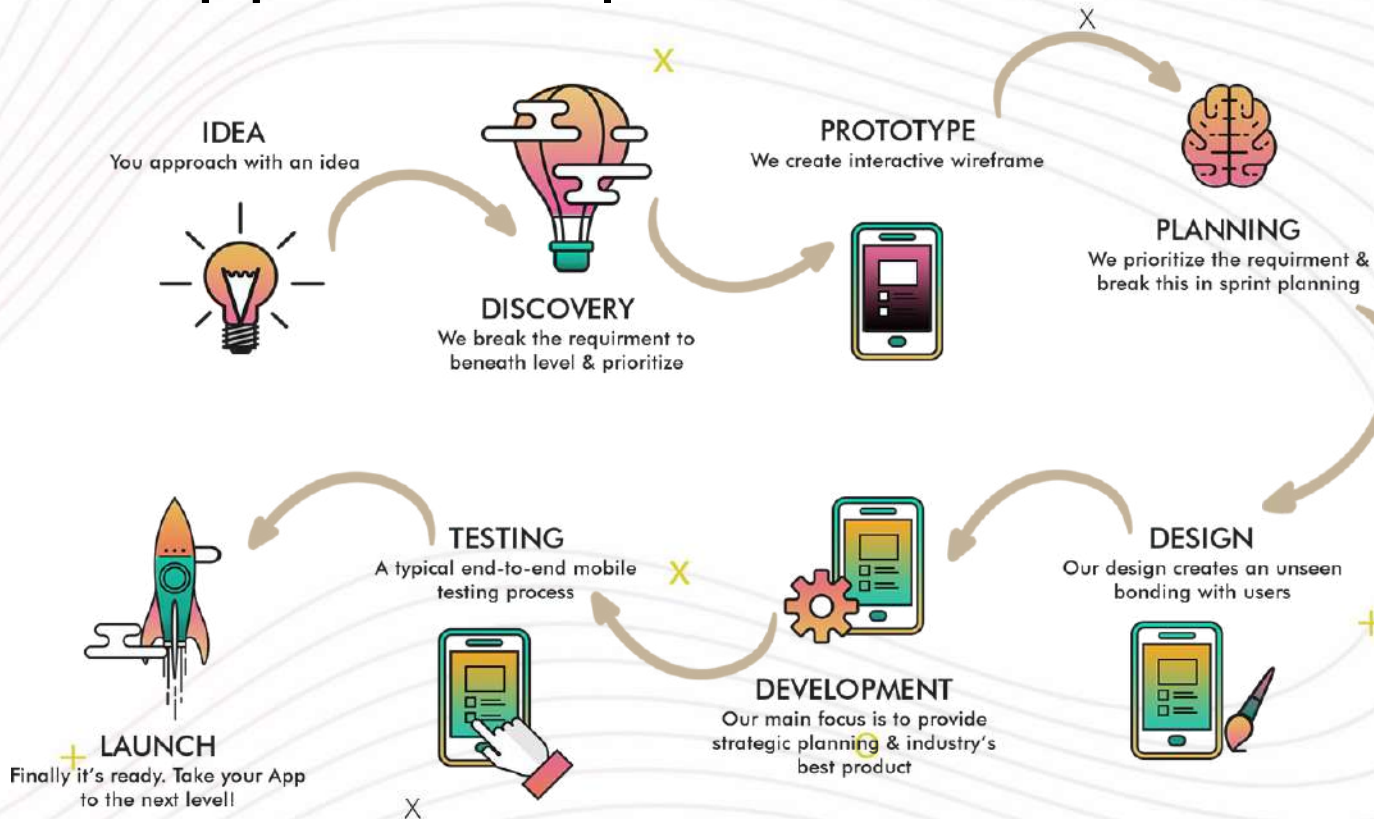 IDEA
You approach with an idea
DISCOVERY
We break the requirment to
beneath level & prioritize
PROTOTYPE
We create interactive wireframe
PLANNING
We prioritize the requirment &
break this in sprint planning
DESIGN
Our design creates an unseen
bonding with users
DEVELOPMENT
Our main focus is to provide
strategic planning & industry's
best product
TESTING
A typical end-to-end mobile
testing process
LAUNCH
Finally it's ready. Take your App
to the next level!